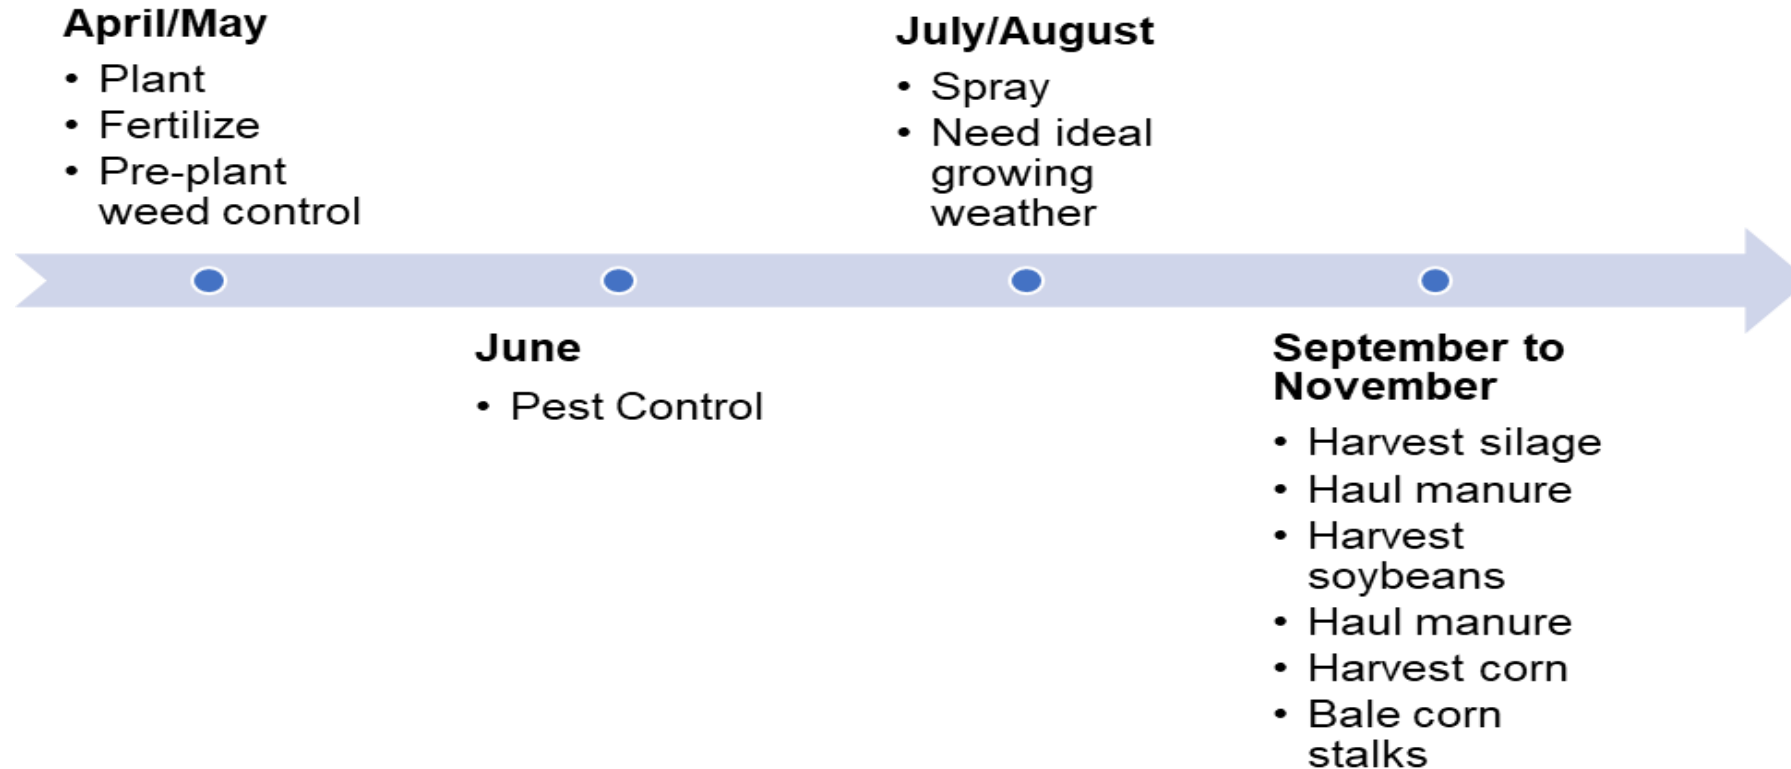 April/May
• Plant
• Fertilize
• Pre-plant
weed control
June
• Pest Control
July/August
• Spray
• Need ideal
growing
weather
September to
November
• Harvest silage
• Haul manure
• Harvest
soybeans
• Haul manure
• Harvest corn
• Bale corn
stalks